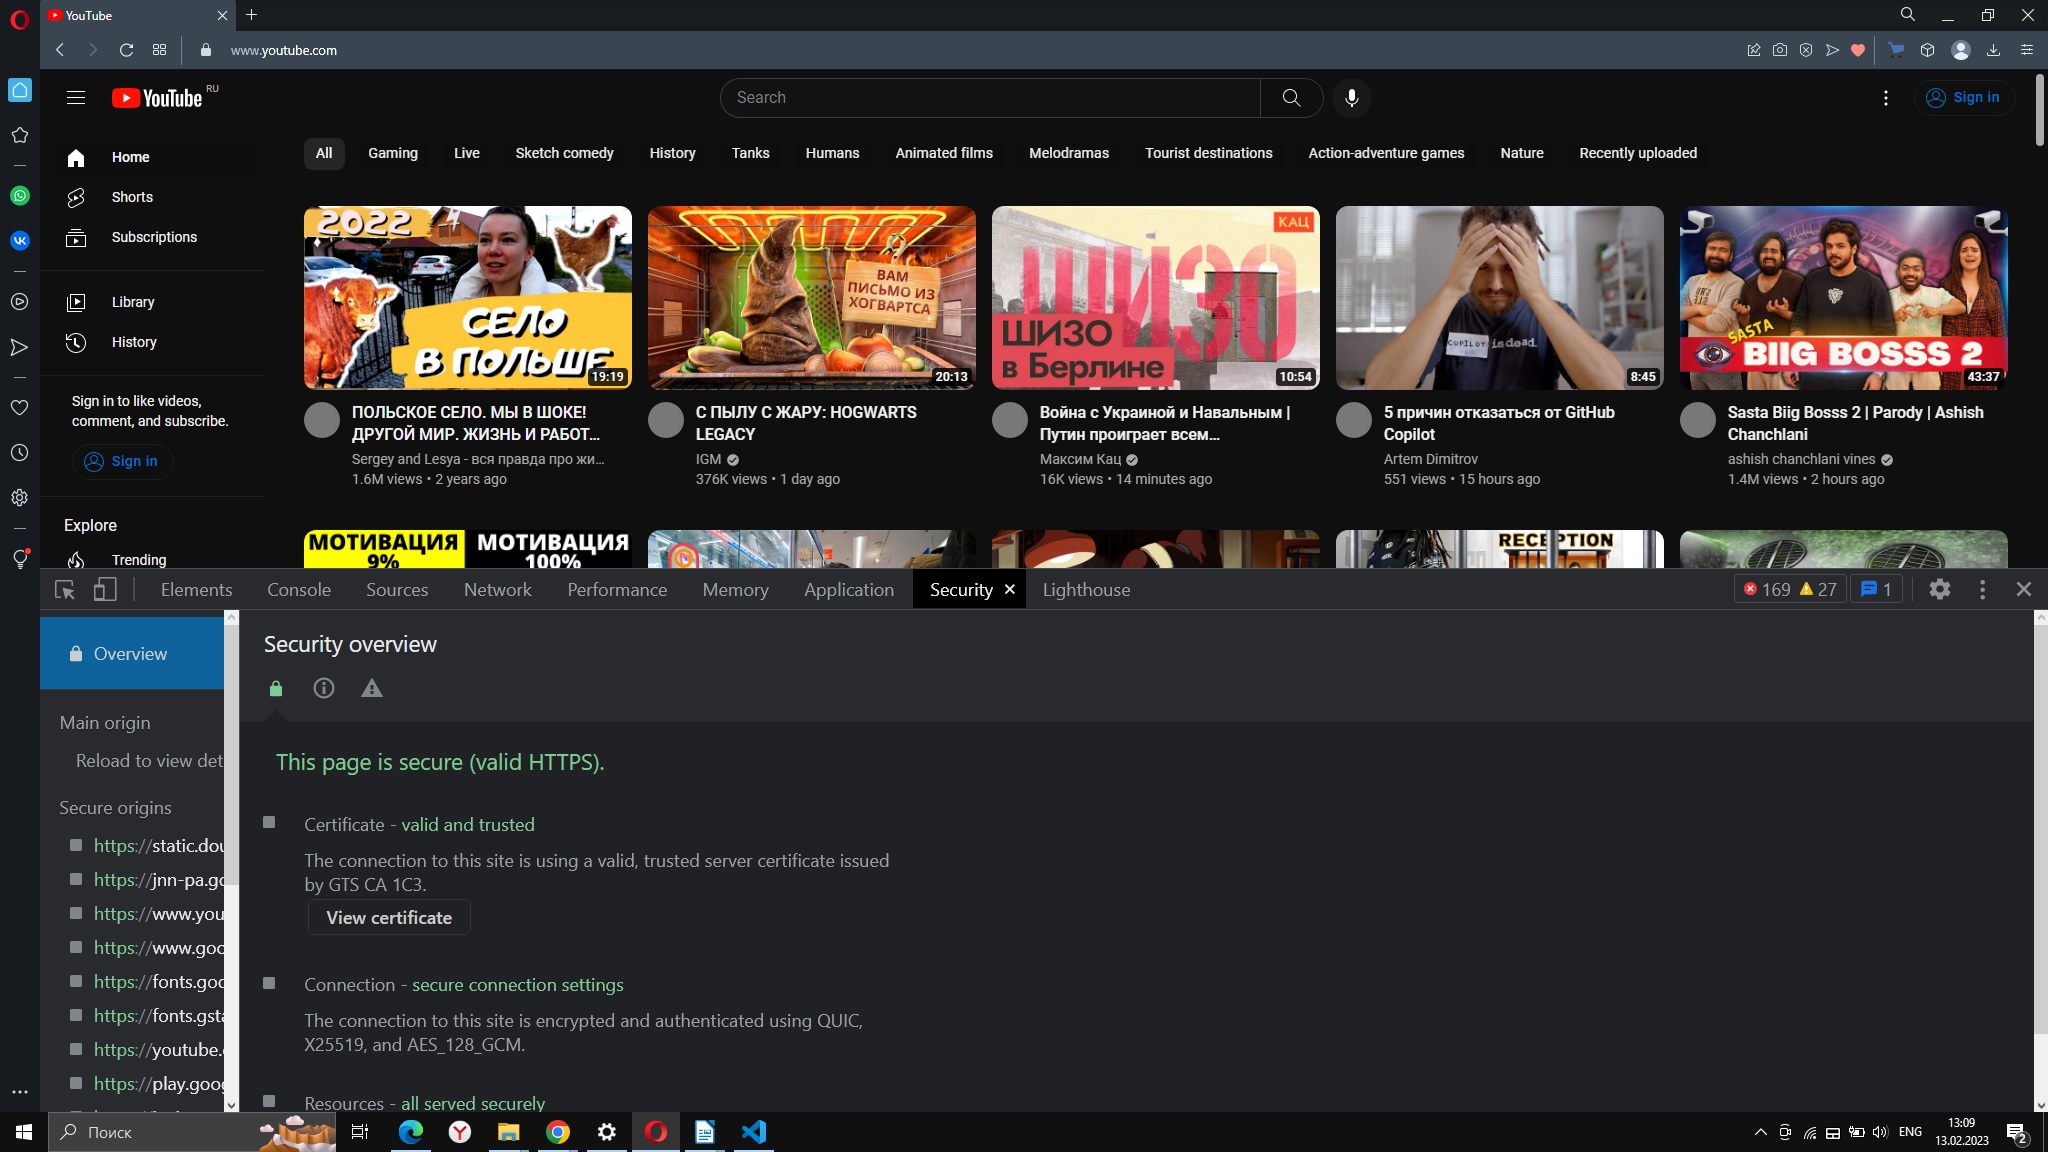 YouTube
www.youtube.com
YouTube RU
Search
Sign in
Home
Shorts
Subscriptions
Library
History
Sign in to like videos,
comment, and subscribe.
Sign in
Explore
Trending
All Gaming Live Sketch comedy History Tanks Humans Animated films Melodramas Tourist destinations Action-adventure games Nature Recently uploaded
2022
СЕЛО
В ПОЛЬШЕ
19:19
ПОЛЬСКОЕ СЕЛО. МЫ В ШОКЕ!
ДРУГОЙ МИР. ЖИЗНЬ И РАБОТ...
Sergey and Lesya - вся правда про жи...
1.6M views • 2 years ago
ВАМ
ПИСЬМО ИЗ
ХОГВАРТСА
20:13
С ПЫЛУ С ЖАРУ: HOGWARTS
LEGACY
IGM
376K views • 1 day ago
КАЦ
ШИЗО
ШИЗО
в Берлине
10:54
Война с Украиной и Навальным |
Путин проиграет всем...
Максим Кац
16K views • 14 minutes ago
COPILOT is dead
8:45
5 причин отказаться от GitHub
Copilot
Artem Dimitrov
551 views • 15 hours ago
SASTA
BIIG BOSSS 2
43:37
Sasta Biig Bosss 2 | Parody | Ashish
Chanchlani
ashish chanchlani vines
1.4M views • 2 hours ago
МОТИВАЦИЯ МОТИВАЦИЯ
9% 100%
RECEPTION
Elements Console Sources Network Performance Memory Application Security Lighthouse
169 27 1
Overview
Main origin
Reload to view det
Secure origins
https://static.dou
https://jnn-pa.go
https://www.you
https://www.goo
https://fonts.goo
https://fonts.gsta
https://youtube.
https://play.goog
Security overview
This page is secure (valid HTTPS).
Certificate - valid and trusted
The connection to this site is using a valid, trusted server certificate issued
by GTS CA 1C3.
View certificate
Connection - secure connection settings
The connection to this site is encrypted and authenticated using QUIC,
X25519, and AES_128_GCM.
Resources - all served securely
Поиск
ENG
13:09
13.02.2023
2